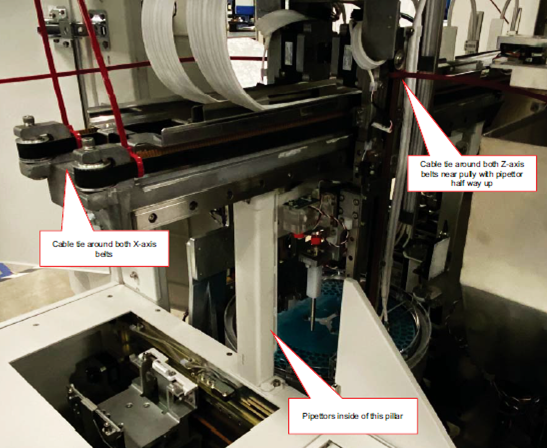 Cable tie around both Z-axis
belts near pully with pipettor
half way up
Cable tie around both X-axis
belts
Pipettors inside of this pillar